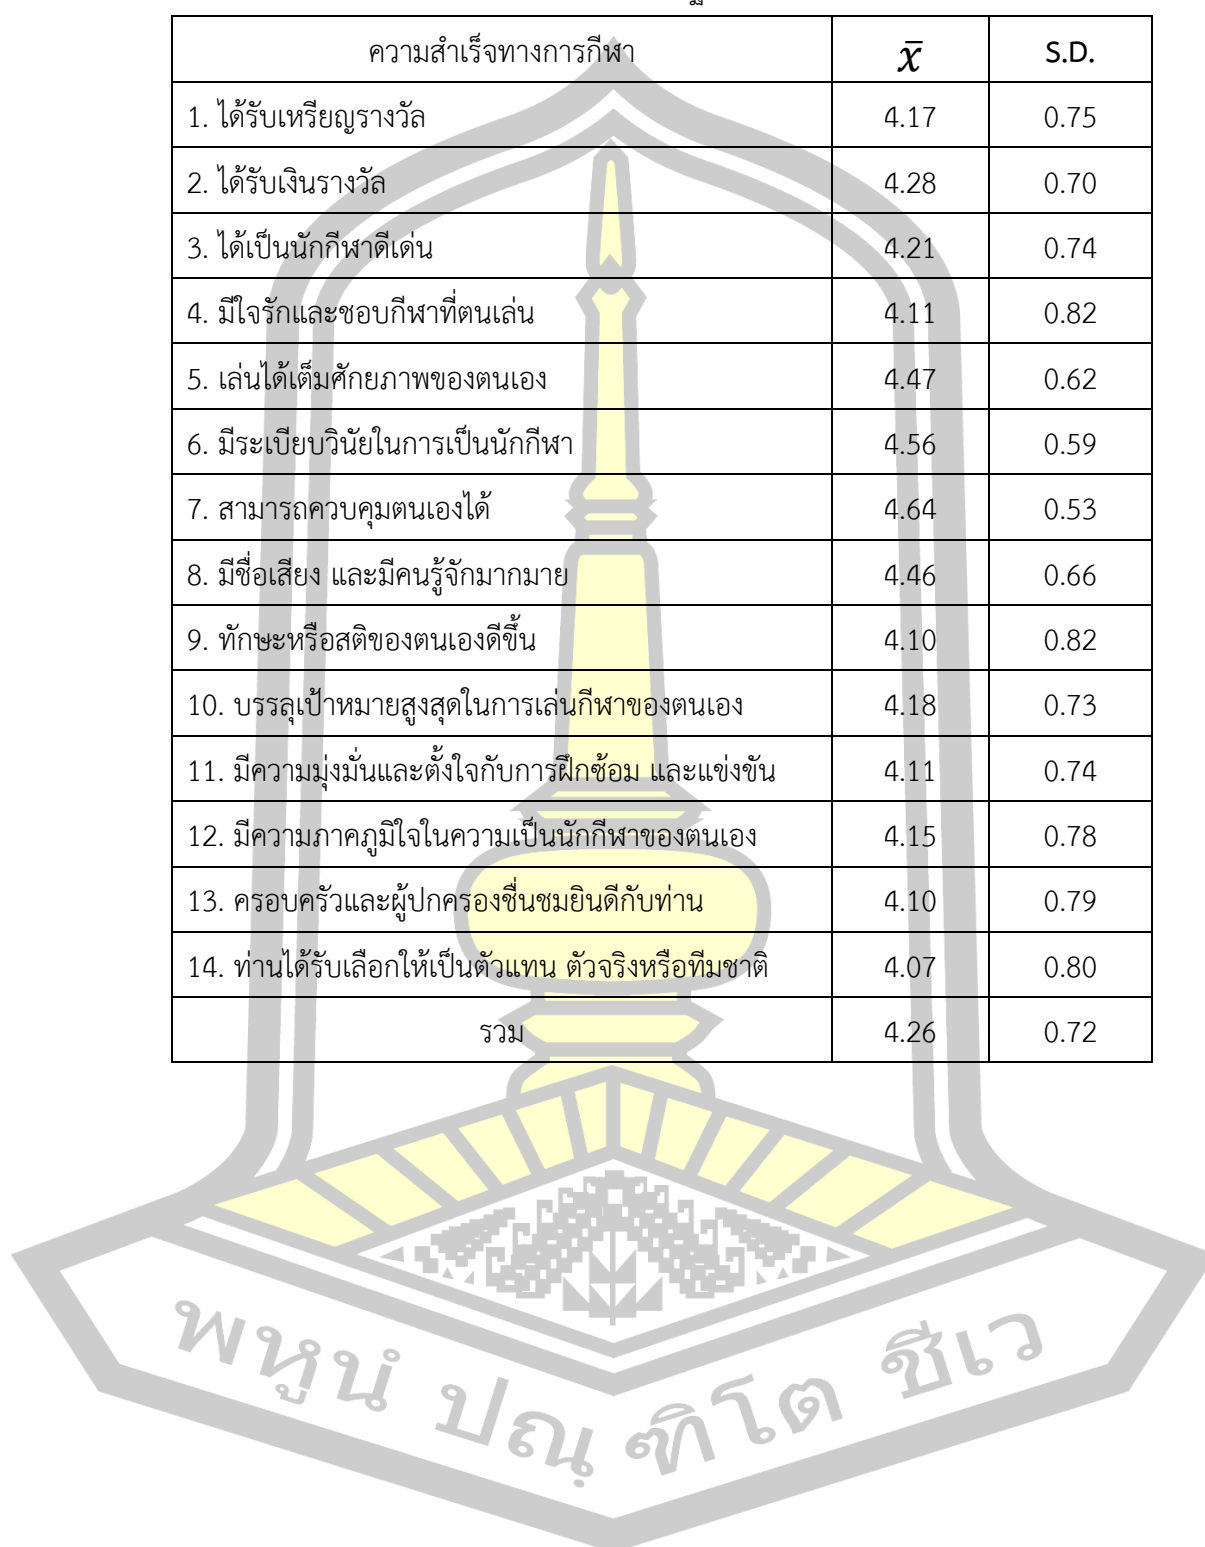 ความสำเร็จทางการกีฬา x̄ S.D.
1. ได้รับเหรียญรางวัล 4.17 0.75
2. ได้รับเงินรางวัล 4.28 0.70
3. ได้เป็นนักกีฬาดีเด่น 4.21 0.74
4. มีใจรักและชอบกีฬาที่ตนเล่น 4.11 0.82
5. เล่นได้เต็มศักยภาพของตนเอง 4.47 0.62
6. มีระเบียบวินัยในการเป็นนักกีฬา 4.56 0.59
7. สามารถควบคุมตนเองได้ 4.64 0.53
8. มีชื่อเสียง และมีคนรู้จักมากมาย 4.46 0.66
9. ทักษะหรือสติของตนเองดีขึ้น 4.10 0.82
10. บรรลุเป้าหมายสูงสุดในการเล่นกีฬาของตนเอง 4.18 0.73
11. มีความมุ่งมั่นและตั้งใจกับการฝึกซ้อม และแข่งขัน 4.11 0.74
12. มีความภาคภูมิใจในความเป็นนักกีฬาของตนเอง 4.15 0.78
13. ครอบครัวและผู้ปกครองชื่นชมยินดีกับท่าน 4.10 0.79
14. ท่านได้รับเลือกให้เป็นตัวแทน ตัวจริงหรือทีมชาติ 4.07 0.80
รวม 4.26 0.72
พหูนํ ปณฺฑิโต ชีเว